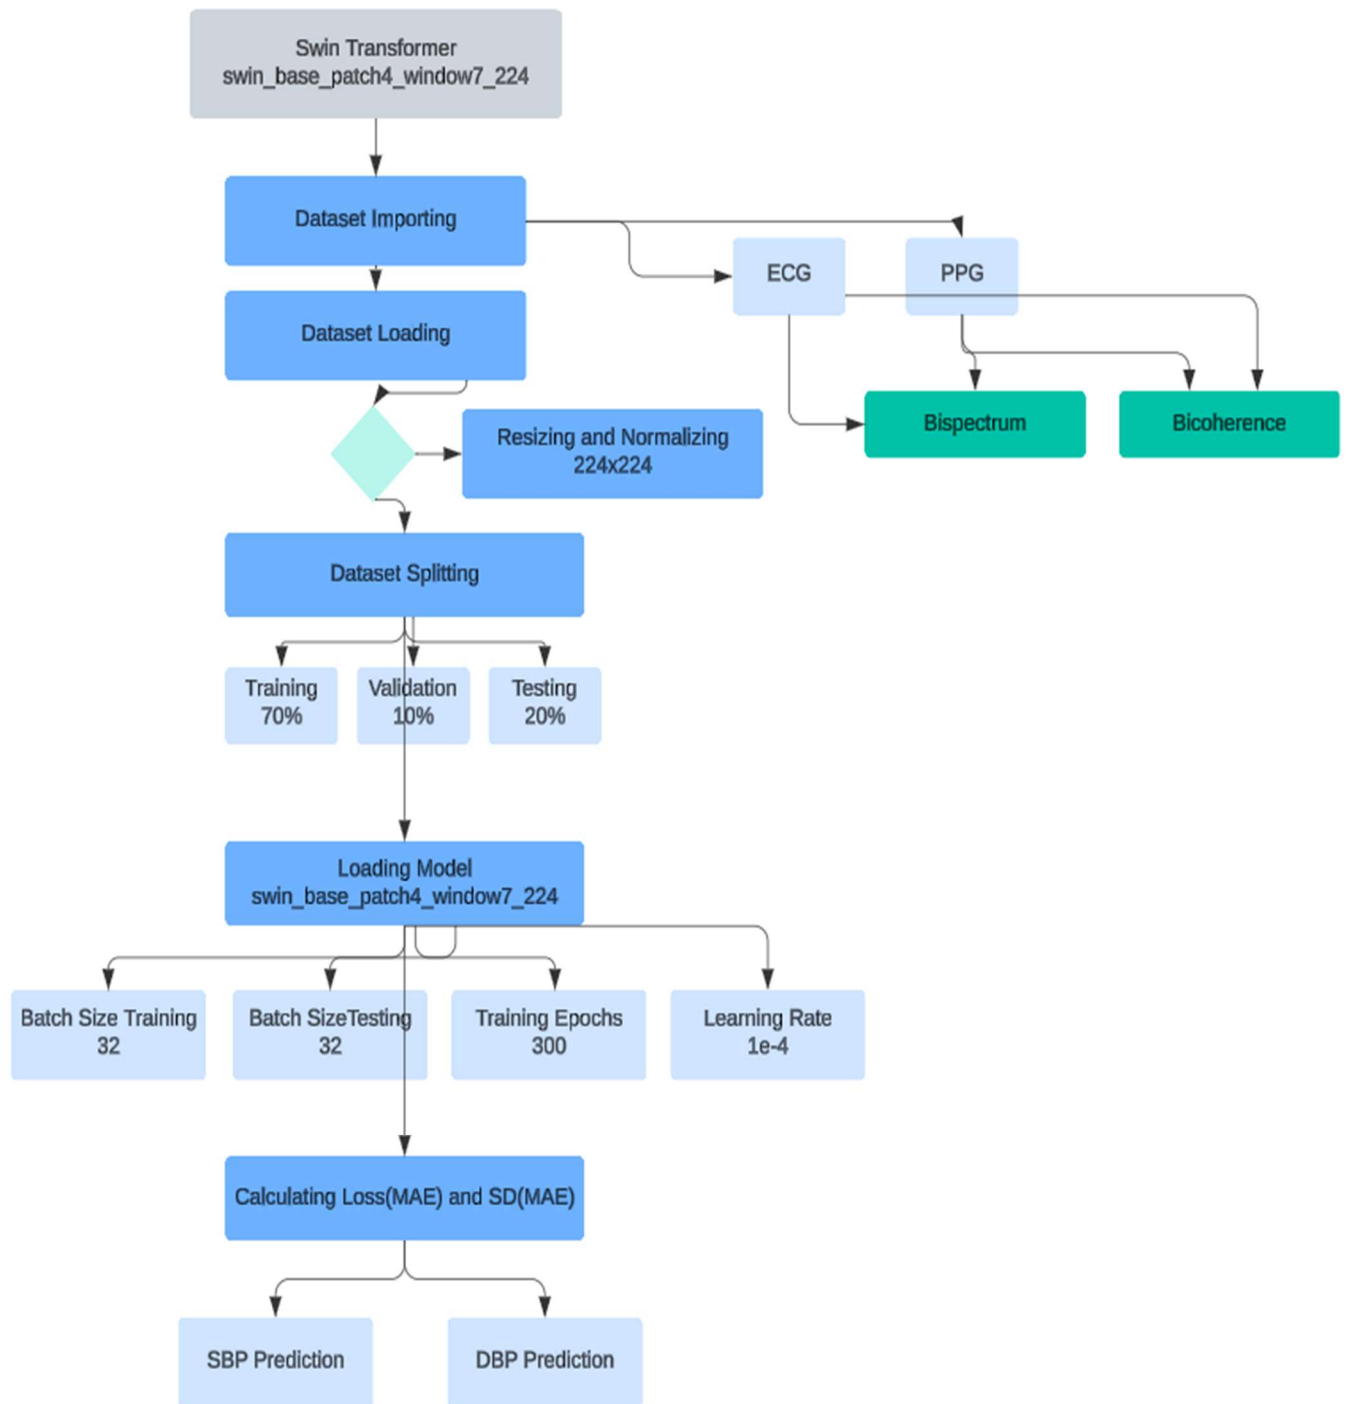 Swin Transformer
swin_base_patch4_window7_224
Dataset Importing
ECG
PPG
Dataset Loading
Bispectrum
Bicoherence
Resizing and Normalizing
224x224
Dataset Splitting
Training
70%
Validation
10%
Testing
20%
Loading Model
swin_base_patch4_window7_224
Batch Size Training
32
Batch SizeTesting
32
Training Epochs
300
Learning Rate
1e-4
Calculating Loss(MAE) and SD(MAE)
SBP Prediction
DBP Prediction